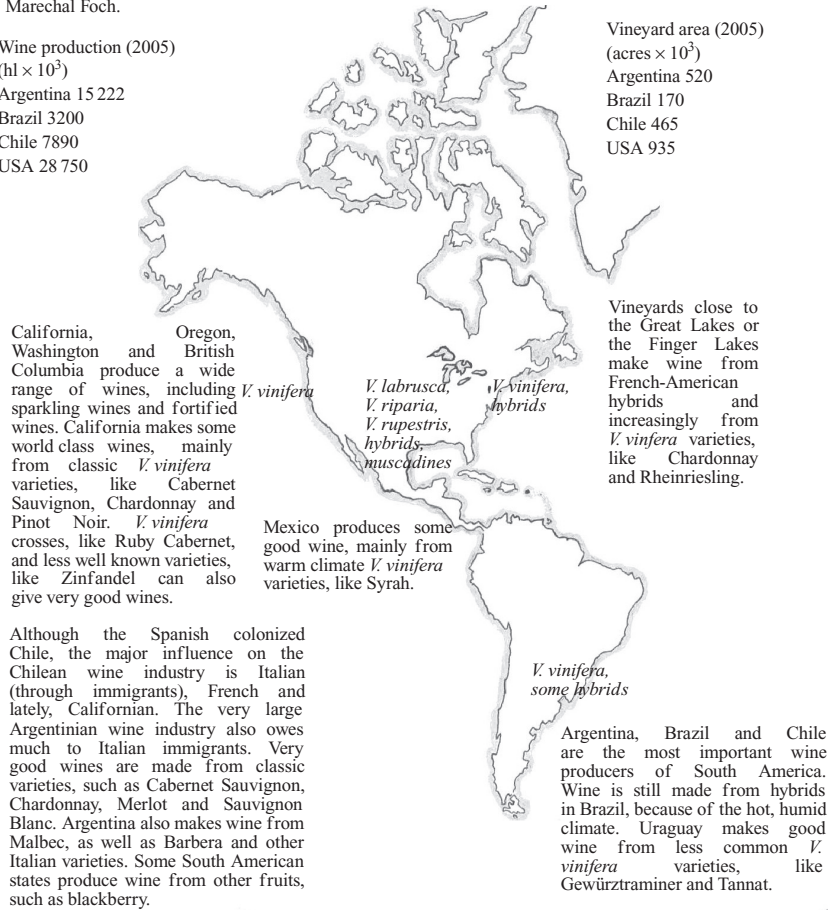 Marechal Foch.
Wine production (2005)
(hl × 10³)
Argentina 15 222
Brazil 3200
Chile 7890
USA 28 750
Vineyard area (2005)
(acres × 10³)
Argentina 520
Brazil 170
Chile 465
USA 935
California, Oregon,
Washington and British
Columbia produce a wide
range of wines, including
sparkling wines and fortified
wines. California makes some
world class wines, mainly
from classic V. vinifera
varieties, like Cabernet
Sauvignon, Chardonnay and
Pinot Noir. V. vinifera
crosses, like Ruby Cabernet,
and less well known varieties,
like Zinfandel can also
give very good wines.
V. vinifera
V. labrusca,
V. riparia,
V. rupestris,
hybrids,
muscadines
V. vinifera,
hybrids
Vineyards close to
the Great Lakes or
the Finger Lakes
make wine from
French-American
hybrids and
increasingly from
V. vinfera varieties,
like Chardonnay
and Rheinriesling.
Mexico produces some
good wine, mainly from
warm climate V. vinifera
varieties, like Syrah.
Although the Spanish colonized
Chile, the major influence on the
Chilean wine industry is Italian
(through immigrants), French and
lately, Californian. The very large
Argentinian wine industry also owes
much to Italian immigrants. Very
good wines are made from classic
varieties, such as Cabernet Sauvignon,
Chardonnay, Merlot and Sauvignon
Blanc. Argentina also makes wine from
Malbec, as well as Barbera and other
Italian varieties. Some South American
states produce wine from other fruits,
such as blackberry.
V. vinifera,
some hybrids
Argentina, Brazil and Chile
are the most important wine
producers of South America.
Wine is still made from hybrids
in Brazil, because of the hot, humid
climate. Uraguay makes good
wine from less common V.
vinifera varieties, like
Gewürztraminer and Tannat.